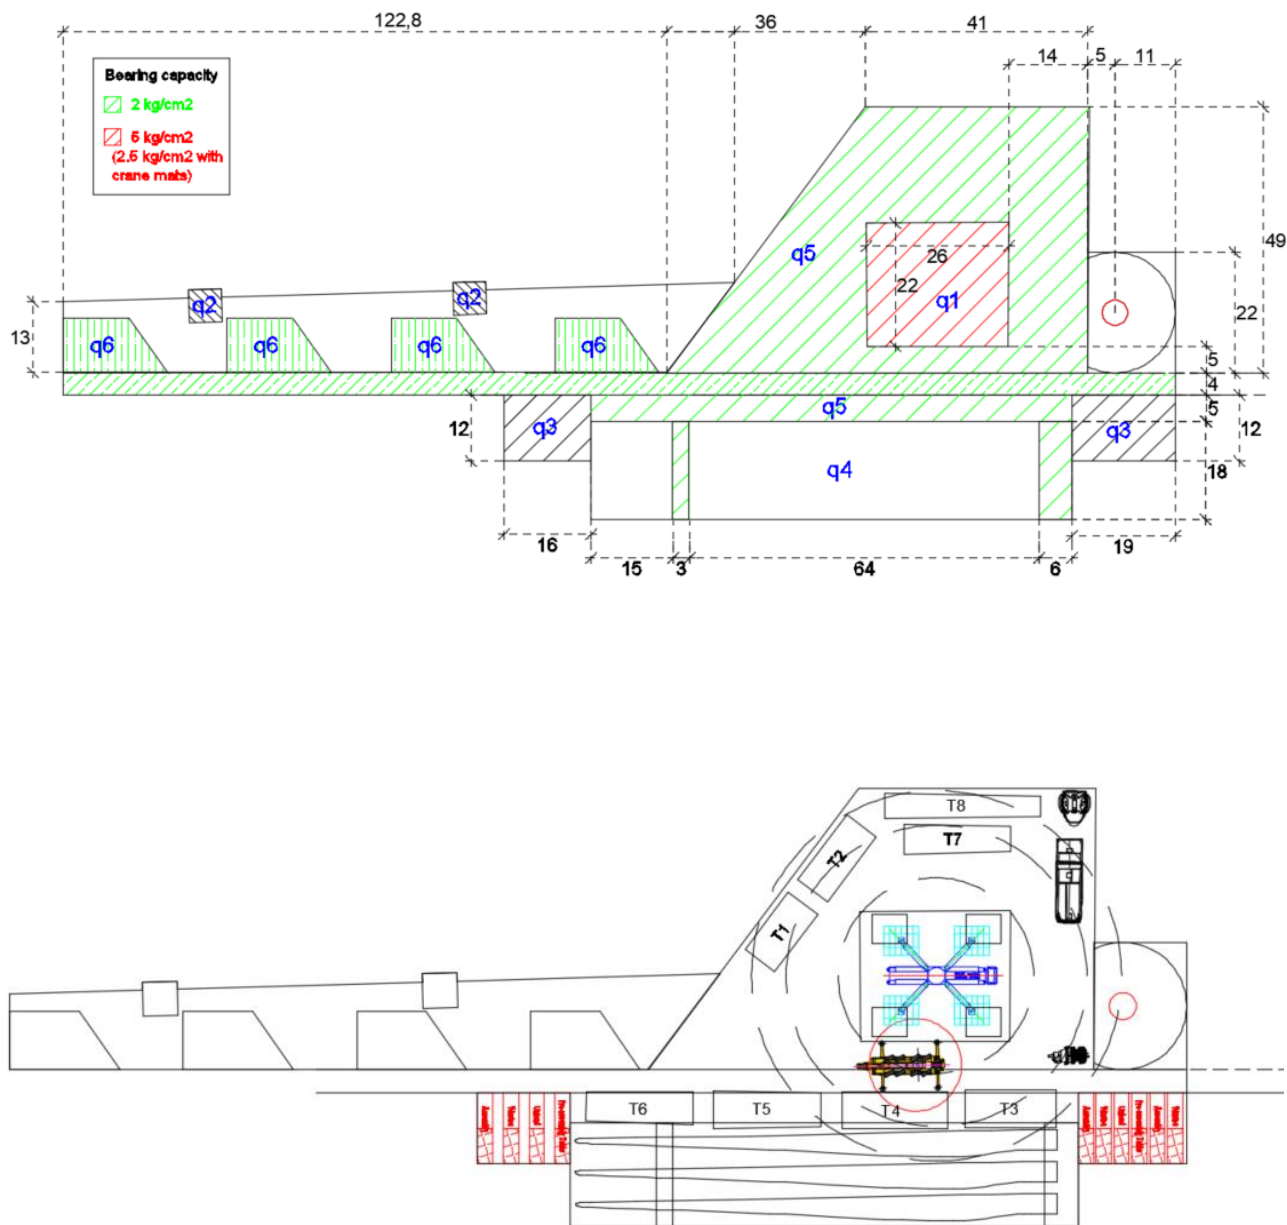 122,8
36
41
14
5
11
Bearing capacity
2 kg/cm2
5 kg/cm2
(2.5 kg/cm2 with
crane mats)
49
q5
26
22
q1
22
q2
q2
13
q6
q6
q6
q6
5
4
5
q5
12
q3
q3
12
q4
18
16
19
15
3
64
6
T8
T7
T2
T1
T6
T5
T4
T3